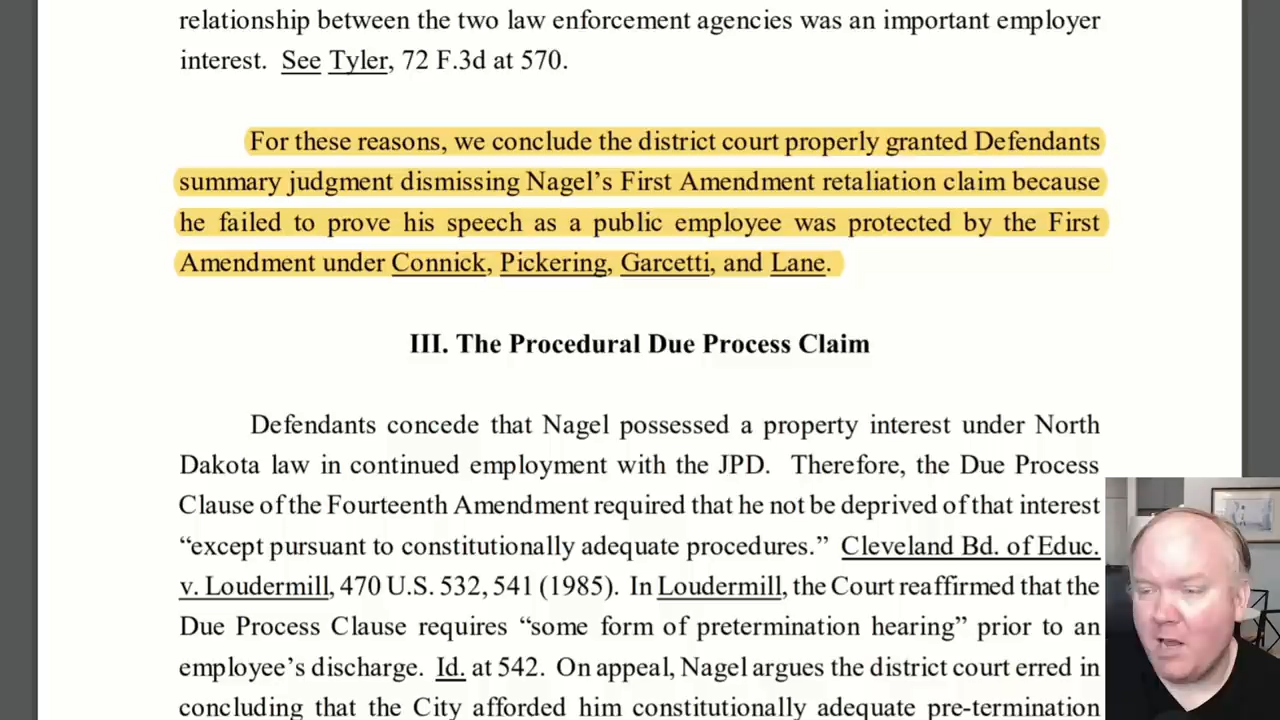 relationship between the two law enforcement agencies was an important employer
interest. See Tyler, 72 F.3d at 570.
For these reasons, we conclude the district court properly granted Defendants
summary judgment dismissing Nagel’s First Amendment retaliation claim because
he failed to prove his speech as a public employee was protected by the First
Amendment under Connick, Pickering, Garcetti, and Lane.
III. The Procedural Due Process Claim
Defendants concede that Nagel possessed a property interest under North
Dakota law in continued employment with the JPD. Therefore, the Due Process
Clause of the Fourteenth Amendment required that he not be deprived of that interest
“except pursuant to constitutionally adequate procedures.” Cleveland Bd. of Educ.
v. Loudermill, 470 U.S. 532, 541 (1985). In Loudermill, the Court reaffirmed that the
Due Process Clause requires “some form of pretermination hearing” prior to an
employee’s discharge. Id. at 542. On appeal, Nagel argues the district court erred in
concluding that the City afforded him constitutionally adequate pre-termination